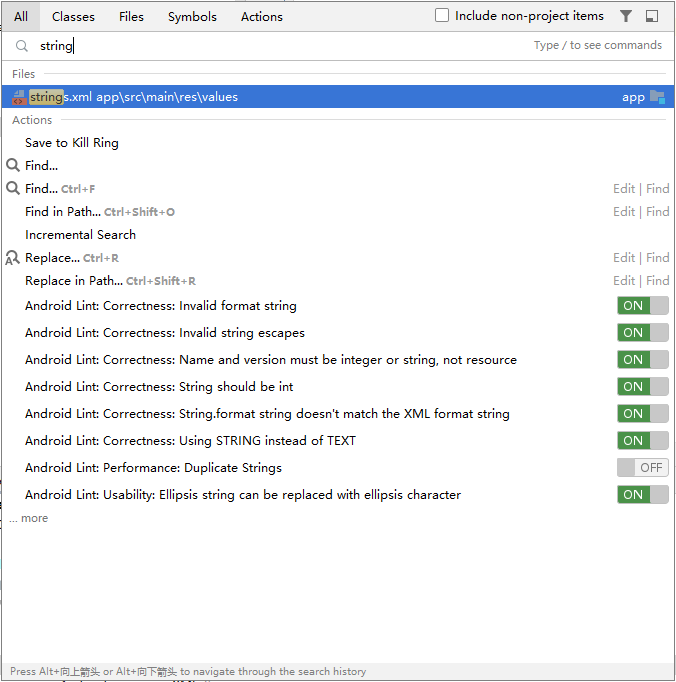 All Classes Files Symbols Actions Include non-project items
string Type / to see commands
Files
strings.xml app\src\main\res\values app
Actions
Save to Kill Ring
Find...
Find... Ctrl+F Edit | Find
Find in Path... Ctrl+Shift+O Edit | Find
Incremental Search
Replace... Ctrl+R Edit | Find
Replace in Path... Ctrl+Shift+R Edit | Find
Android Lint: Correctness: Invalid format string ON
Android Lint: Correctness: Invalid string escapes ON
Android Lint: Correctness: Name and version must be integer or string, not resource ON
Android Lint: Correctness: String should be int ON
Android Lint: Correctness: String.format string doesn't match the XML format string ON
Android Lint: Correctness: Using STRING instead of TEXT ON
Android Lint: Performance: Duplicate Strings OFF
Android Lint: Usability: Ellipsis string can be replaced with ellipsis character ON
... more
Press Alt+向上箭头 or Alt+向下箭头 to navigate through the search history